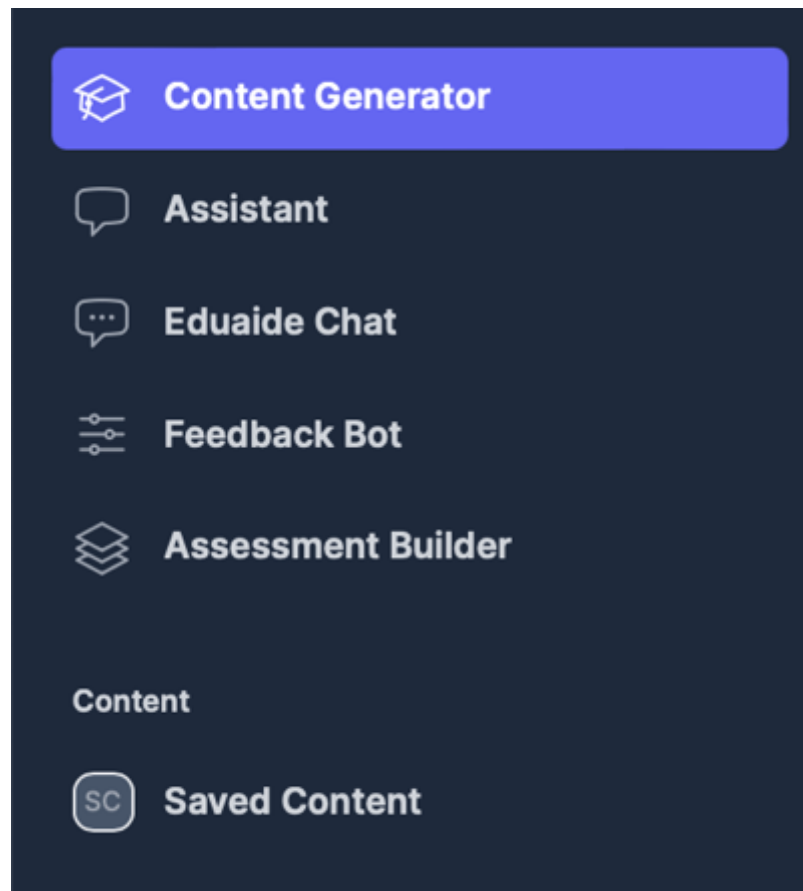 Content Generator
Assistant
Eduaide Chat
Feedback Bot
Assessment Builder
Content
SC Saved Content